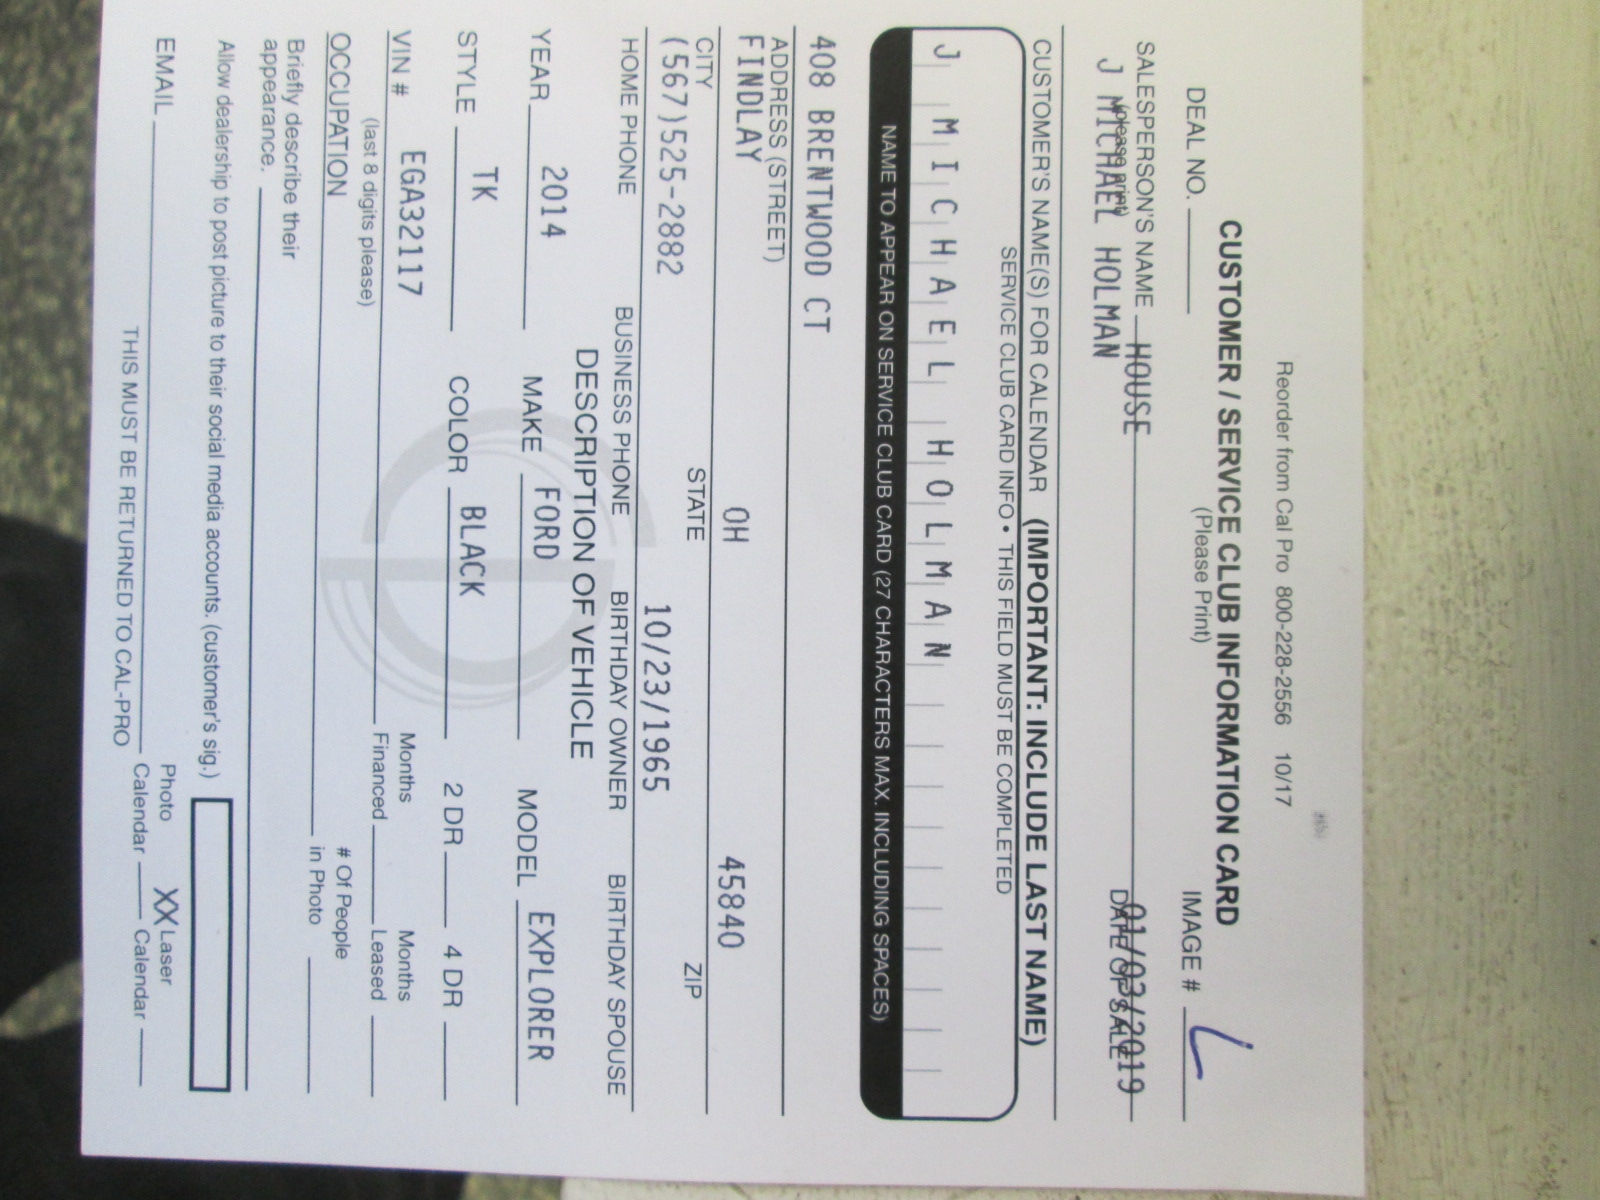 Reorder from Cal Pro 800-228-2556 10/17
CUSTOMER / SERVICE CLUB INFORMATION CARD
(Please Print)
DEAL NO. IMAGE #
SALESPERSON'S NAME HOUSE 01/03/2019
(please print) DATE OF SALE
J MICHAEL HOLMAN
CUSTOMER'S NAME(S) FOR CALENDAR (IMPORTANT: INCLUDE LAST NAME)
SERVICE CLUB CARD INFO • THIS FIELD MUST BE COMPLETED
J MICHAEL HOLMAN
NAME TO APPEAR ON SERVICE CLUB CARD (27 CHARACTERS MAX. INCLUDING SPACES)
408 BRENTWOOD CT
ADDRESS (STREET)
FINDLAY OH 45840
CITY STATE ZIP
(567)525-2882 10/23/1965
HOME PHONE BUSINESS PHONE BIRTHDAY OWNER BIRTHDAY SPOUSE
DESCRIPTION OF VEHICLE
YEAR 2014 MAKE FORD MODEL EXPLORER
STYLE TK COLOR BLACK 2 DR 4 DR
VIN # EGA32117 Months Financed Months Leased
(last 8 digits please)
OCCUPATION # Of People in Photo
Briefly describe their
appearance.
Allow dealership to post picture to their social media accounts. (customer's sig.)
EMAIL Photo Calendar XX Laser Calendar
THIS MUST BE RETURNED TO CAL-PRO